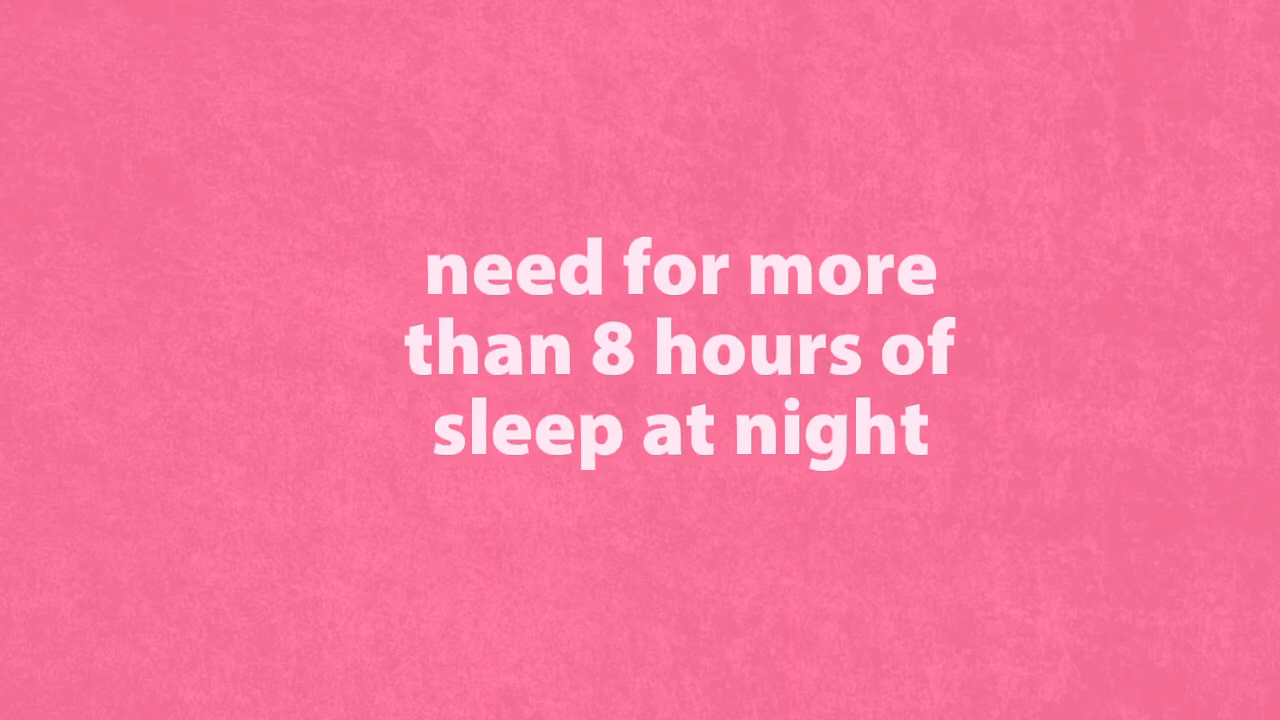 need for more
than 8 hours of
sleep at night